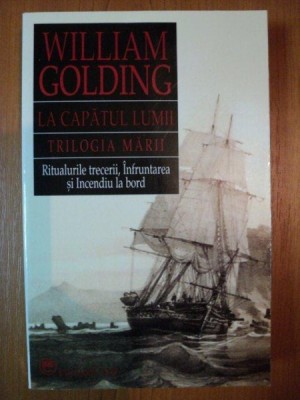 WILLIAM
GOLDING
LA CAPĂTUL LUMII
TRILOGIA MĂRII
Ritualurile trecerii, Înfruntarea
și Incendiu la bord